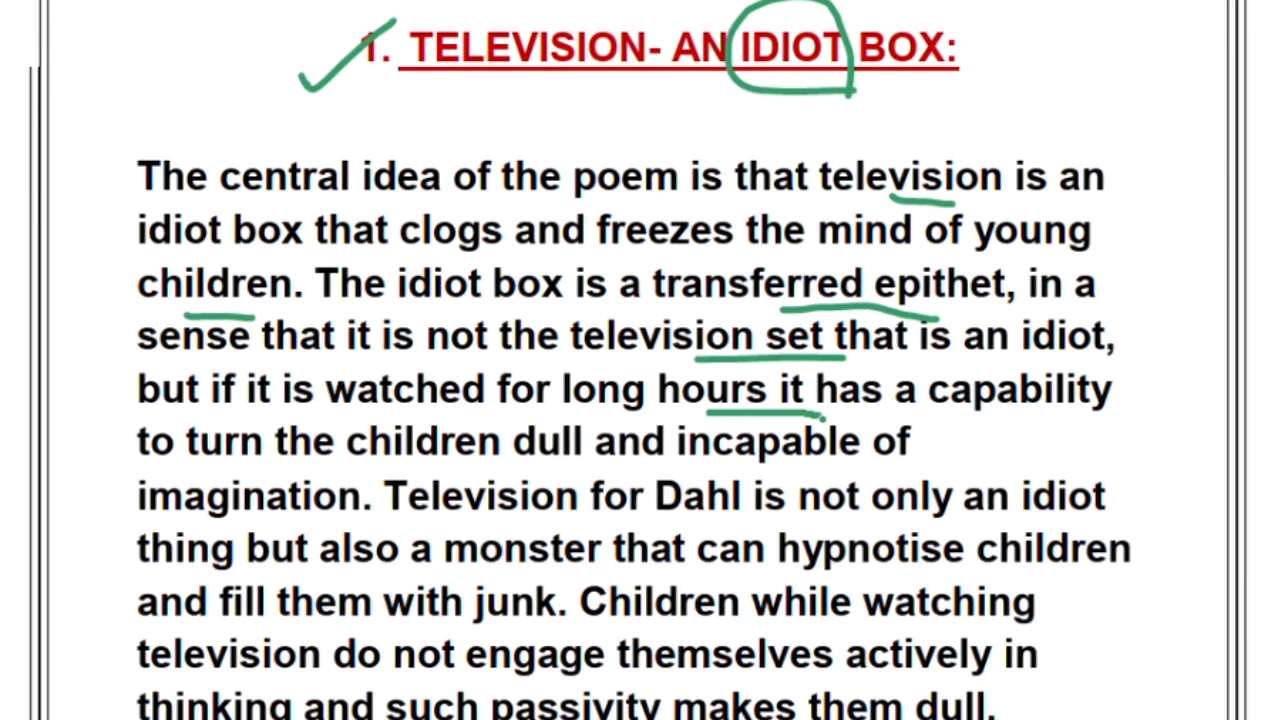 1. TELEVISION- AN IDIOT BOX:
The central idea of the poem is that television is an
idiot box that clogs and freezes the mind of young
children. The idiot box is a transferred epithet, in a
sense that it is not the television set that is an idiot,
but if it is watched for long hours it has a capability
to turn the children dull and incapable of
imagination. Television for Dahl is not only an idiot
thing but also a monster that can hypnotise children
and fill them with junk. Children while watching
television do not engage themselves actively in
thinking and such passivity makes them dull.